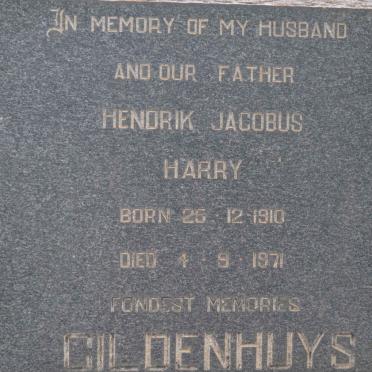 IN MEMORY OF MY HUSBAND
AND OUR FATHER
HENDRIK JACOBUS
HARRY
BORN 25 · 12 · 1910
DIED 4 · 9 · 1971
FONDEST MEMORIES
GILDENHUYS